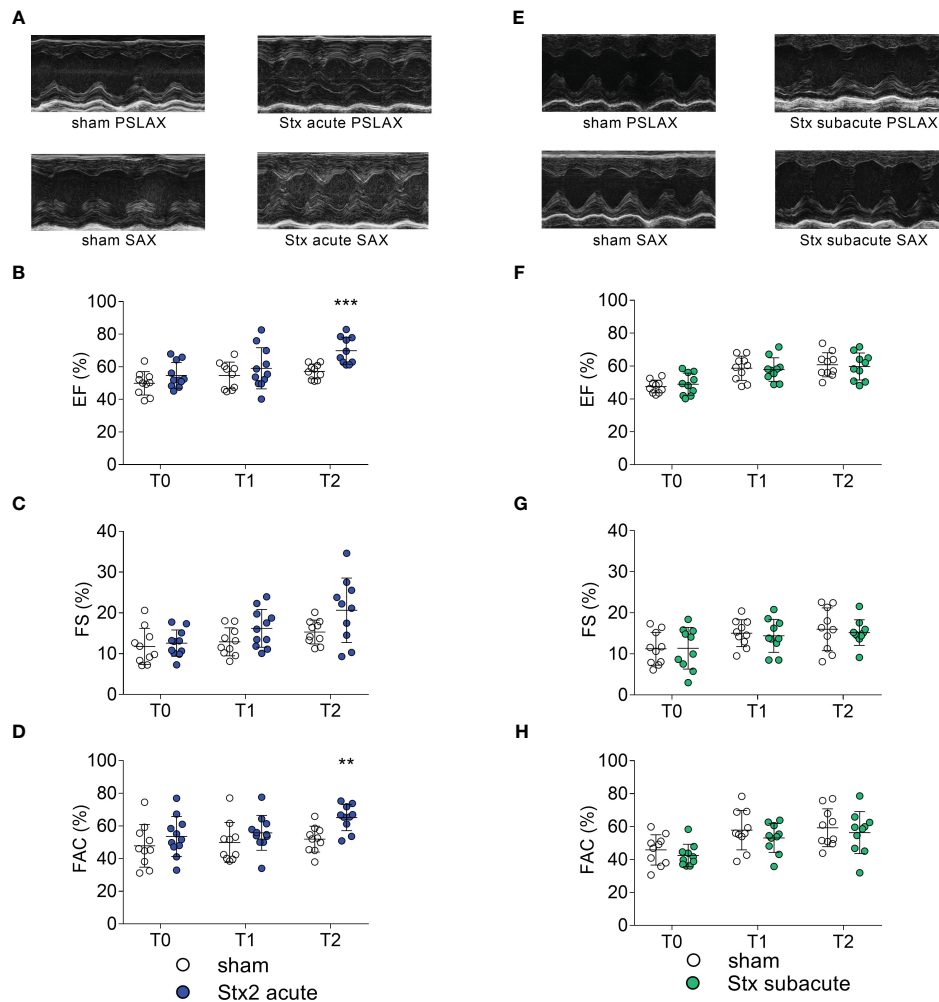 A
sham PSLAX
Stx acute PSLAX
sham SAX
Stx acute SAX
B
***
EF (%)
100
80
60
40
20
0
T0 T1 T2
C
FS (%)
40
30
20
10
0
T0 T1 T2
D
**
FAC (%)
100
80
60
40
20
0
T0 T1 T2
sham
Stx2 acute
E
sham PSLAX
Stx subacute PSLAX
sham SAX
Stx subacute SAX
F
EF (%)
100
80
60
40
20
0
T0 T1 T2
G
FS (%)
40
30
20
10
0
T0 T1 T2
H
FAC (%)
100
80
60
40
20
0
T0 T1 T2
sham
Stx subacute